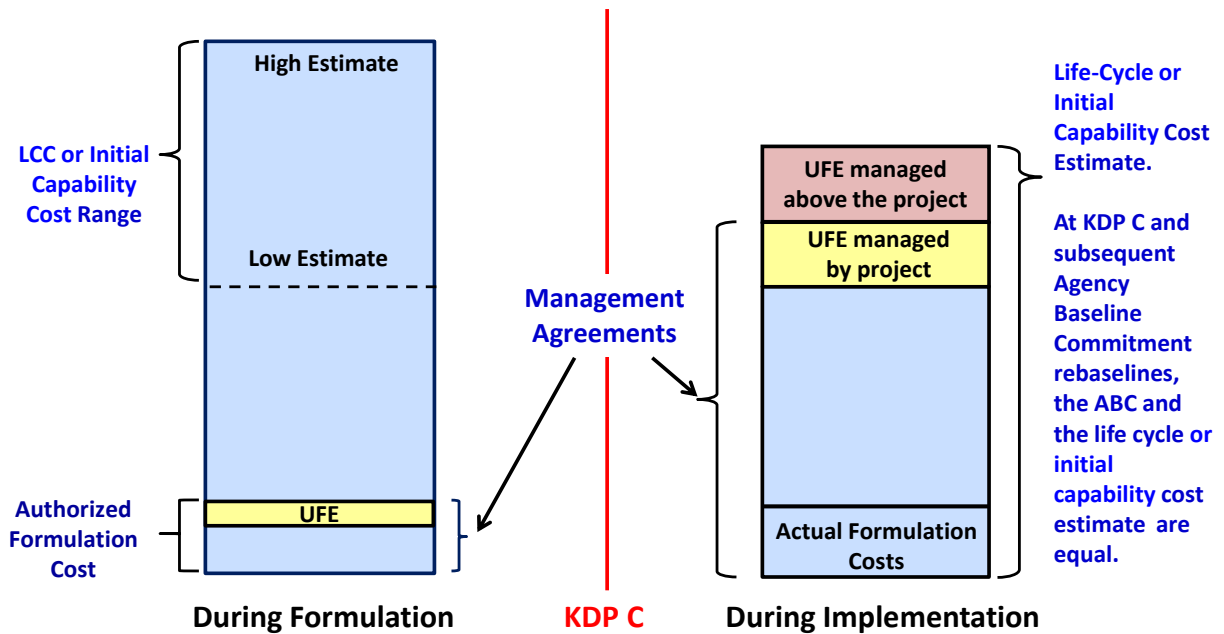 High Estimate
LCC or Initial
Capability
Cost Range
Low Estimate
Authorized
Formulation
Cost
UFE
During Formulation
Management
Agreements
KDP C
UFE managed
above the project
UFE managed
by project
Actual Formulation
Costs
During Implementation
Life-Cycle or
Initial
Capability Cost
Estimate.
At KDP C and
subsequent
Agency
Baseline
Commitment
rebaselines,
the ABC and
the life cycle or
initial
capability cost
estimate are
equal.